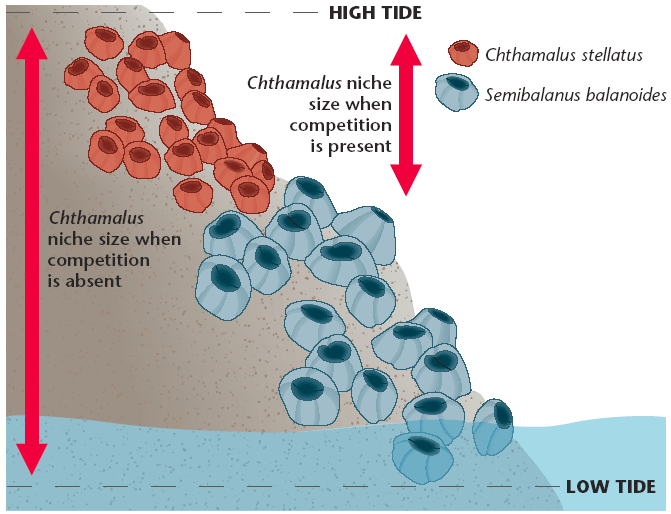 HIGH TIDE
Chthamalus stellatus
Semibalanus balanoides
Chthamalus niche
size when
competition
is present
Chthamalus
niche size when
competition
is absent
LOW TIDE